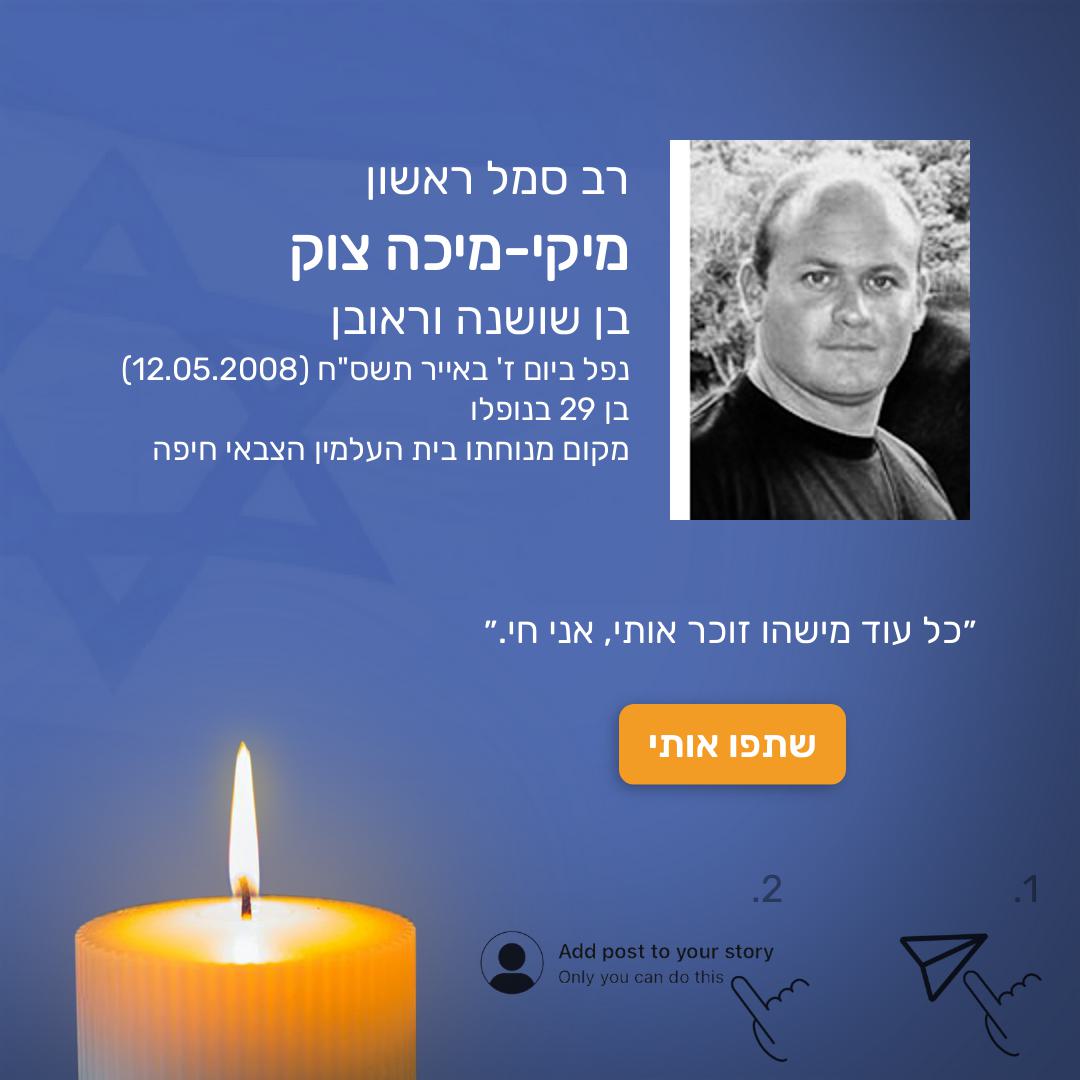 רב סמל ראשון
מיקי-מיכה צוק
בן שושנה וראובן
נפל ביום ז' באייר תשס"ח (12.05.2008)
בן 29 בנופלו
מקום מנוחתו בית העלמין הצבאי חיפה
״כל עוד מישהו זוכר אותי, אני חי.״
שתפו אותי
1.
2.
Add post to your story
Only you can do this